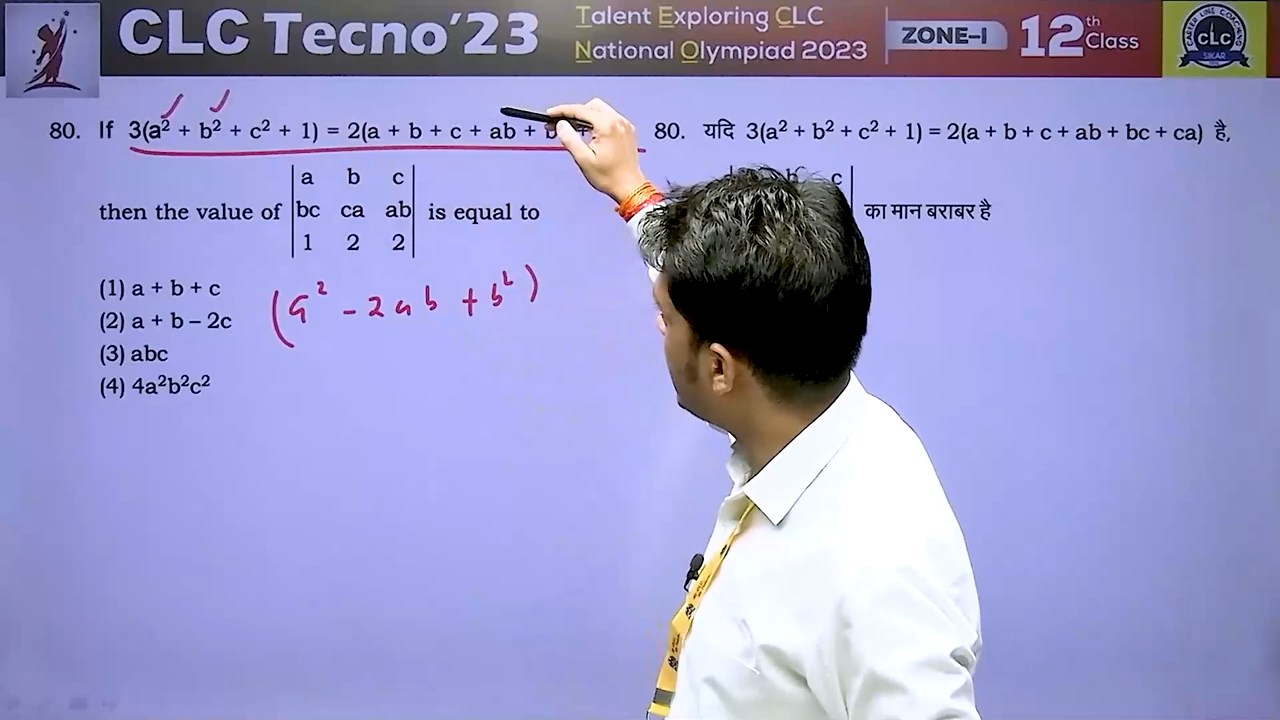 CLC Tecno'23
Talent Exploring CLC
National Olympiad 2023
ZONE-I
12th Class
CLC
SIKAR
80. If 3(a² + b² + c² + 1) = 2(a + b + c + ab +
then the value of
a b c
bc ca ab
1 2 2
is equal to
(1) a + b + c
(2) a + b – 2c
(3) abc
(4) 4a²b²c²
(a² - 2ab + b²)
80. यदि 3(a² + b² + c² + 1) = 2(a + b + c + ab + bc + ca) है,
b c
का मान बराबर है